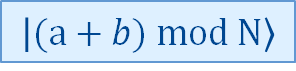 |(a + b) mod N⟩